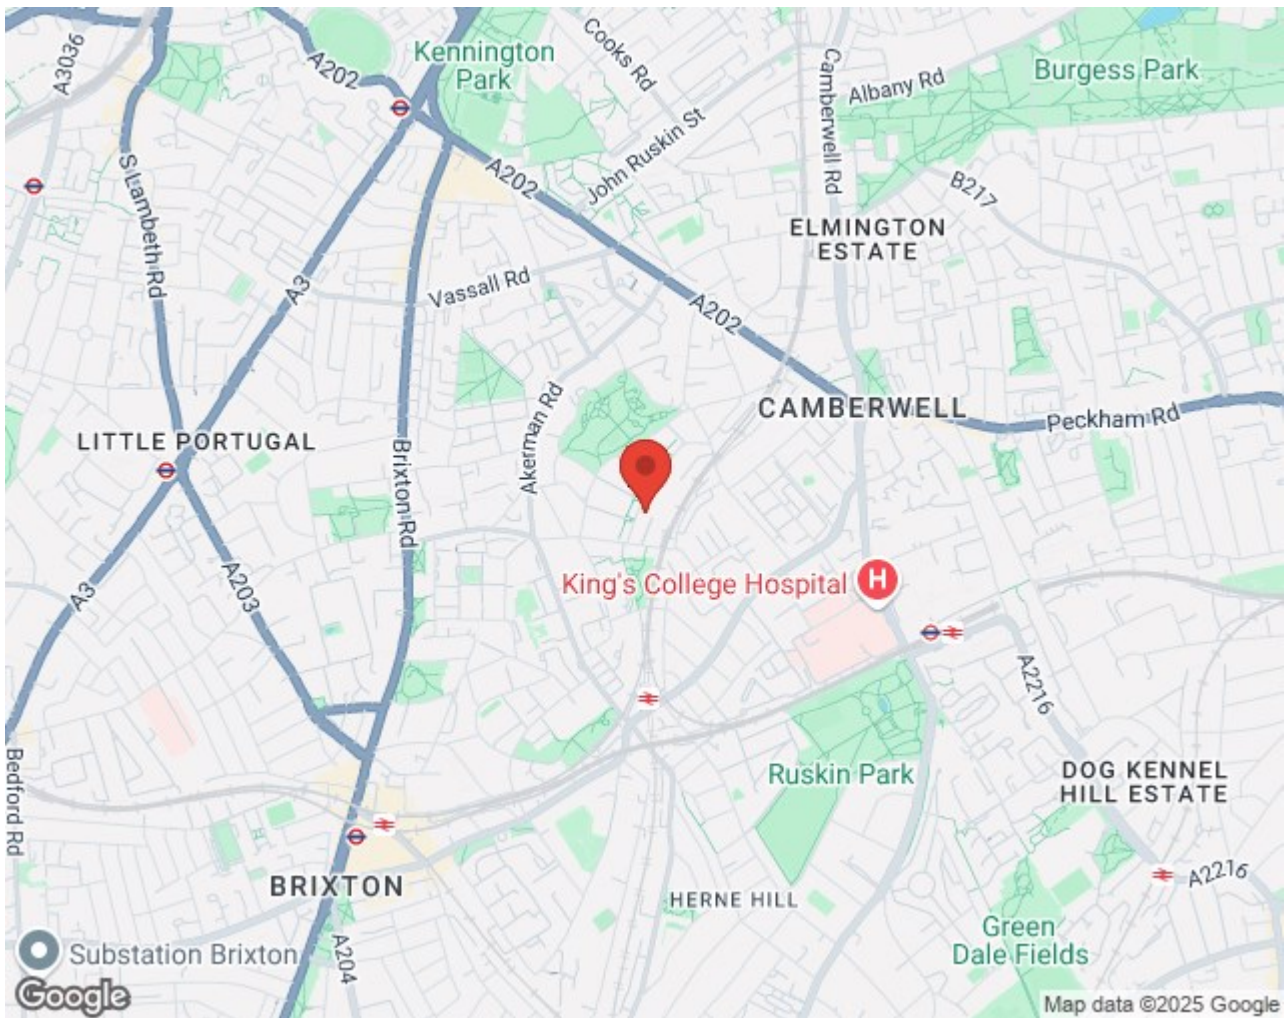 A3036
A202
Kennington
Park
Cooks Rd
Camberwell Rd
Albany Rd
Burgess Park
S Lambeth Rd
A202
John Ruskin St
B217
ELMINGTON
ESTATE
A3
Vassall Rd
A202
Akerman Rd
CAMBERWELL
Peckham Rd
LITTLE PORTUGAL
Brixton Rd
A3
A203
King's College Hospital
H
A2216
Bedford Rd
Ruskin Park
DOG KENNEL
HILL ESTATE
A2216
BRIXTON
HERNE HILL
Green
Dale Fields
Substation Brixton
A204
Google
Map data ©2025 Google